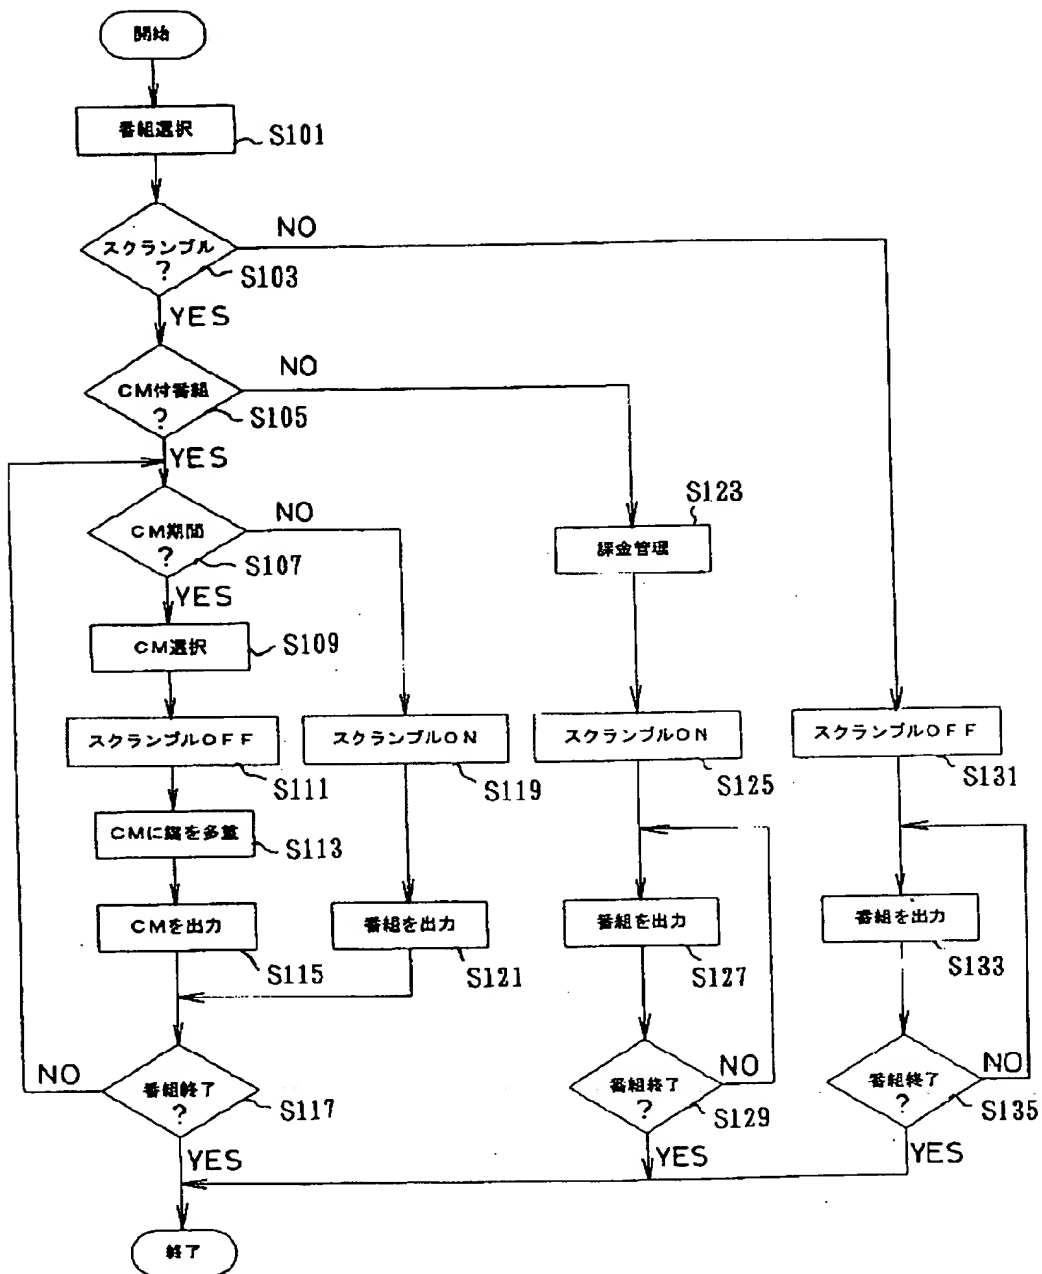 開始
番組選択
S101
スクランブル
?
S103
NO
YES
CM付番組
?
S105
NO
YES
CM期間
?
S107
NO
YES
S123
課金管理
CM選択
S109
スクランブルOFF
S111
スクランブルON
S119
スクランブルON
S125
スクランブルOFF
S131
CMに鍵を多重
S113
CMを出力
S115
番組を出力
S121
番組を出力
S127
番組を出力
S133
番組終了
?
S117
NO
YES
番組終了
?
S129
NO
YES
番組終了
?
S135
NO
YES
終了